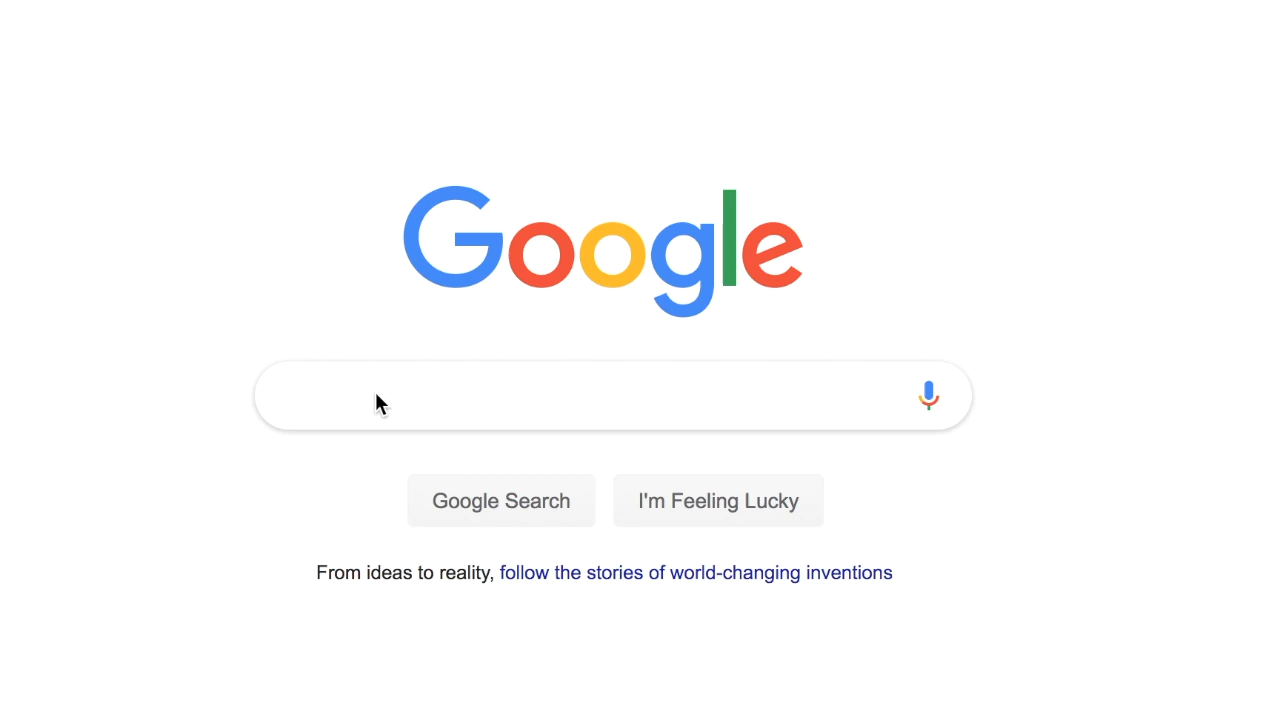 Google
Google Search
I'm Feeling Lucky
From ideas to reality, follow the stories of world-changing inventions